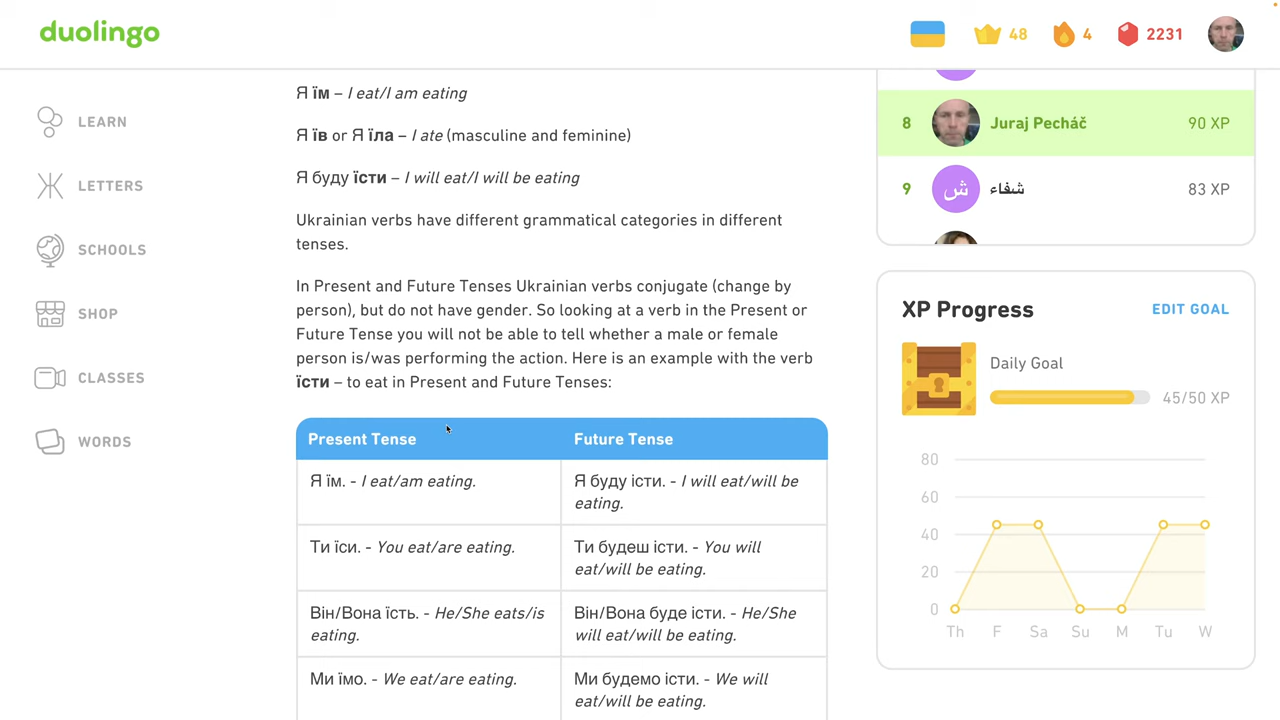 duolingo
48
4
2231
LEARN
LETTERS
SCHOOLS
SHOP
CLASSES
WORDS
Я їм – I eat/I am eating
Я їв or Я їла – I ate (masculine and feminine)
Я буду їсти – I will eat/I will be eating
Ukrainian verbs have different grammatical categories in different
tenses.
In Present and Future Tenses Ukrainian verbs conjugate (change by
person), but do not have gender. So looking at a verb in the Present or
Future Tense you will not be able to tell whether a male or female
person is/was performing the action. Here is an example with the verb
їсти – to eat in Present and Future Tenses:
Present Tense
Future Tense
Я їм. - I eat/am eating.
Я буду їсти. - I will eat/will be
eating.
Ти їси. - You eat/are eating.
Ти будеш їсти. - You will
eat/will be eating.
Він/Вона їсть. - He/She eats/is
eating.
Він/Вона буде їсти. - He/She
will eat/will be eating.
Ми їмо. - We eat/are eating.
Ми будемо їсти. - We will
eat/will be eating.
8 Juraj Pecháč 90 XP
9 ش شفاء 83 XP
XP Progress
EDIT GOAL
Daily Goal
45/50 XP
80
60
40
20
0
Th F Sa Su M Tu W